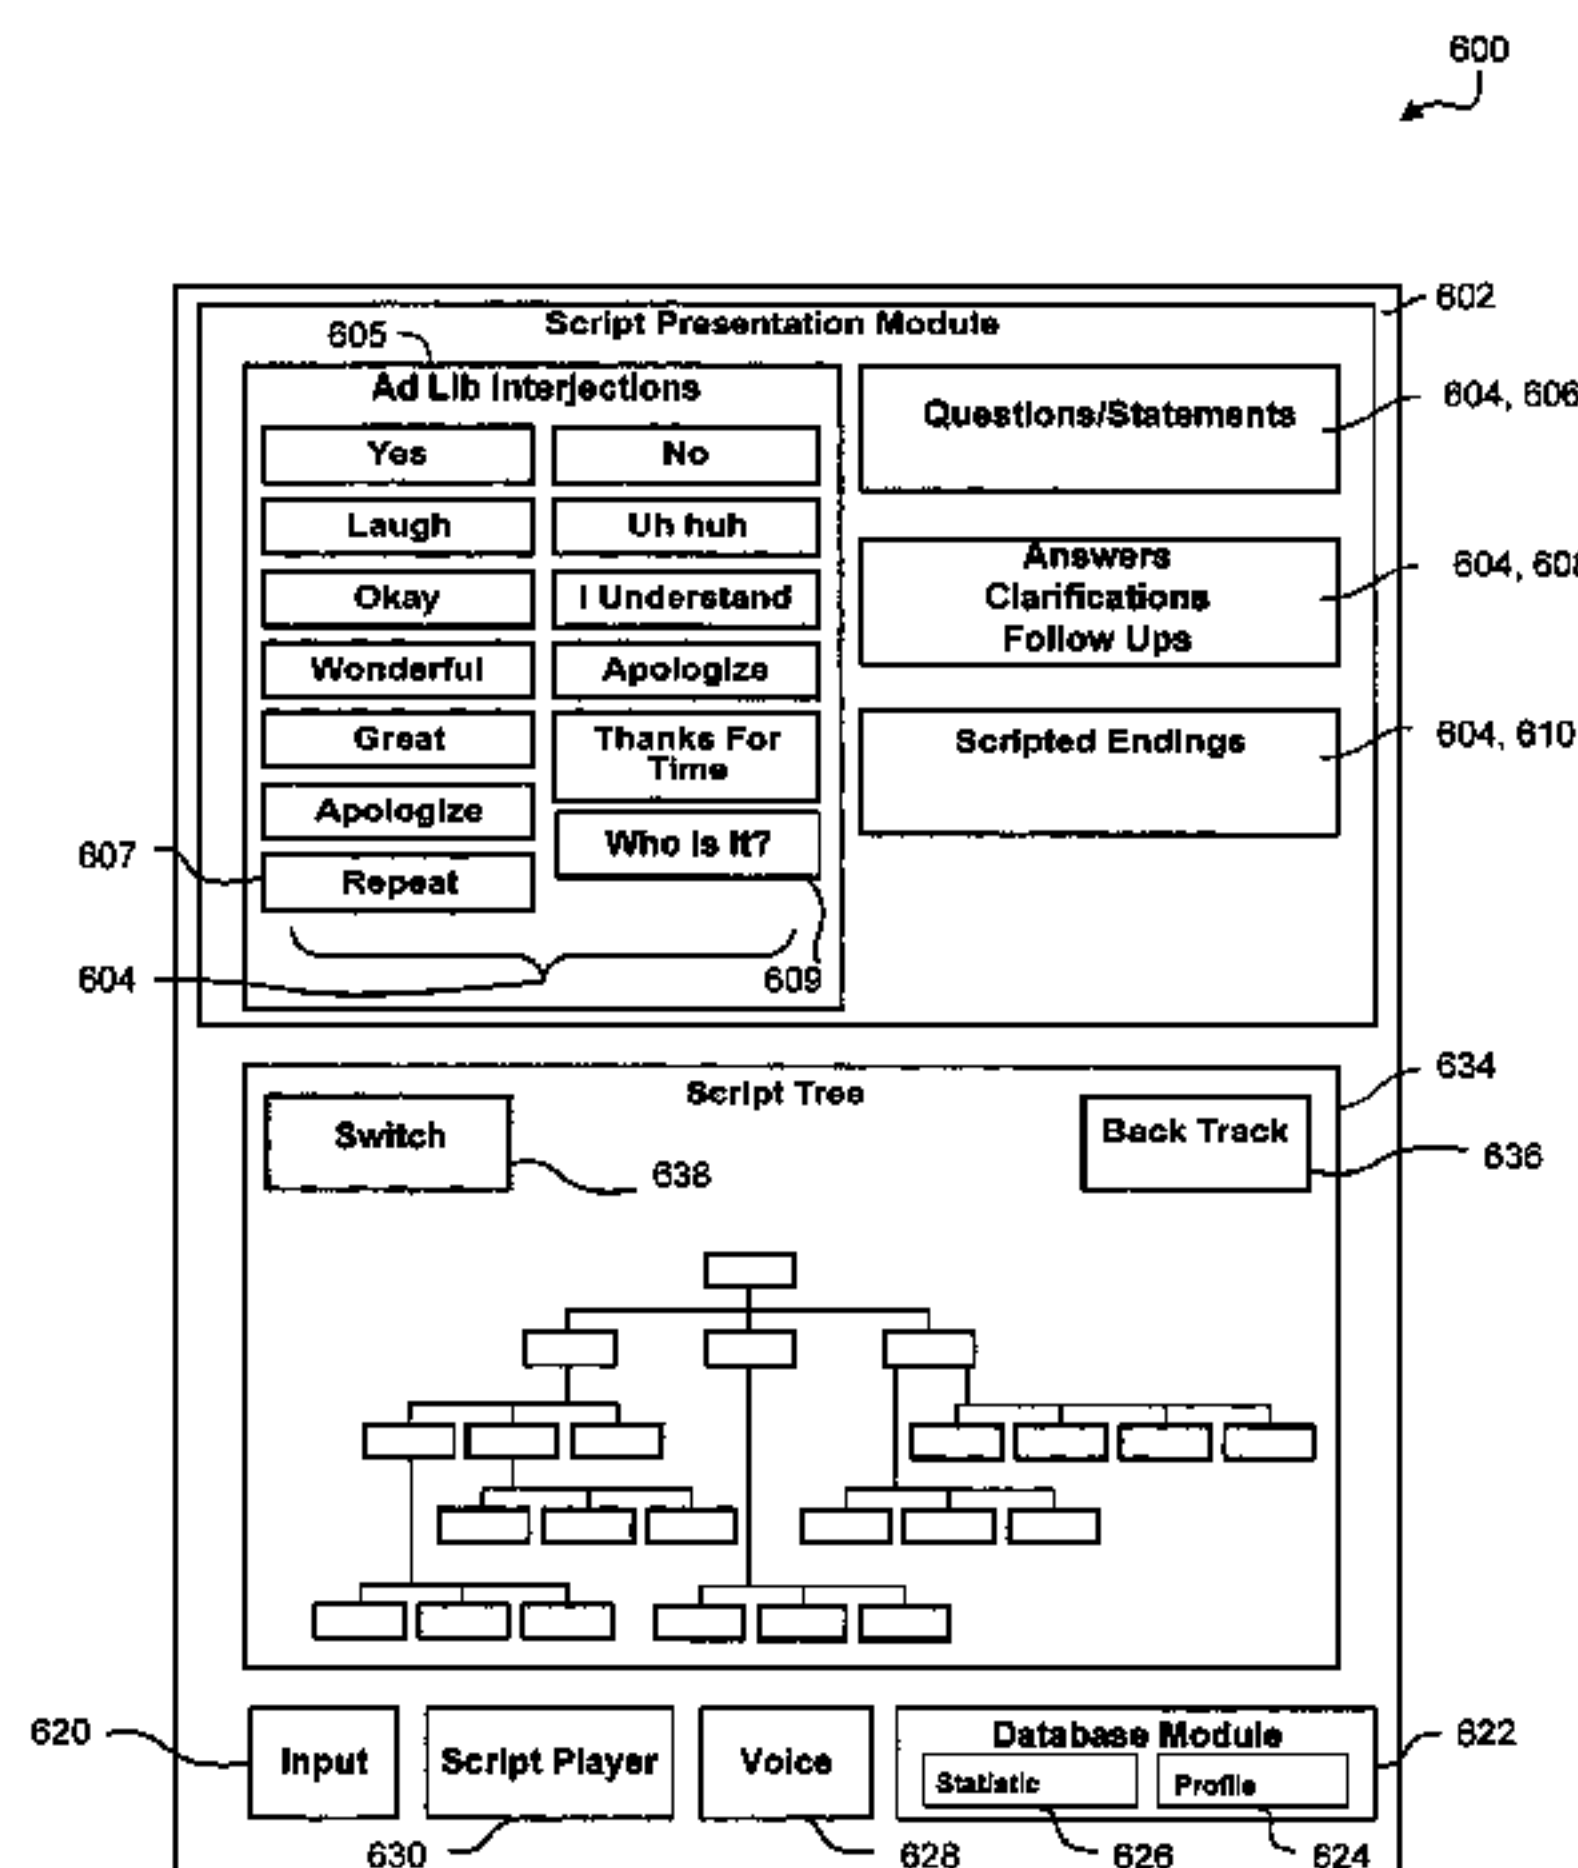 600
602
Script Presentation Module
605
Ad Lib Interjections
Yes
No
Laugh
Uh huh
Okay
I Understand
Wonderful
Apologize
Great
Thanks For
Time
Apologize
Who Is It?
607
Repeat
604
609
Questions/Statements
604, 606
Answers
Clarifications
Follow Ups
604, 608
Scripted Endings
604, 610
634
Script Tree
Switch
638
Back Track
636
620
Input
Script Player
Voice
Database Module
Statistic
Profile
622
630
628
626
624